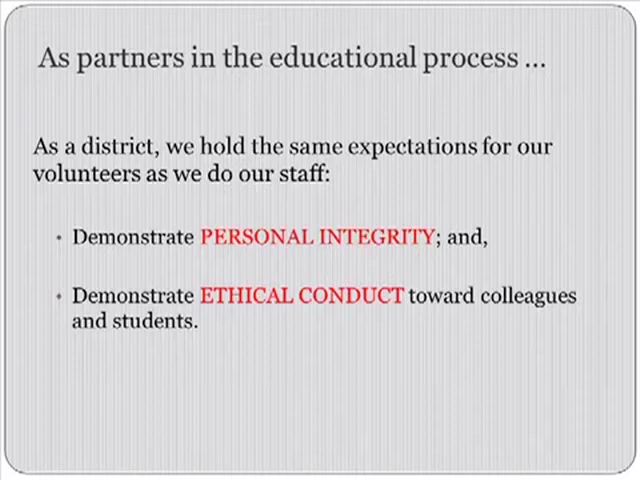 As partners in the educational process ...
As a district, we hold the same expectations for our
volunteers as we do our staff:
• Demonstrate PERSONAL INTEGRITY; and,
• Demonstrate ETHICAL CONDUCT toward colleagues
and students.